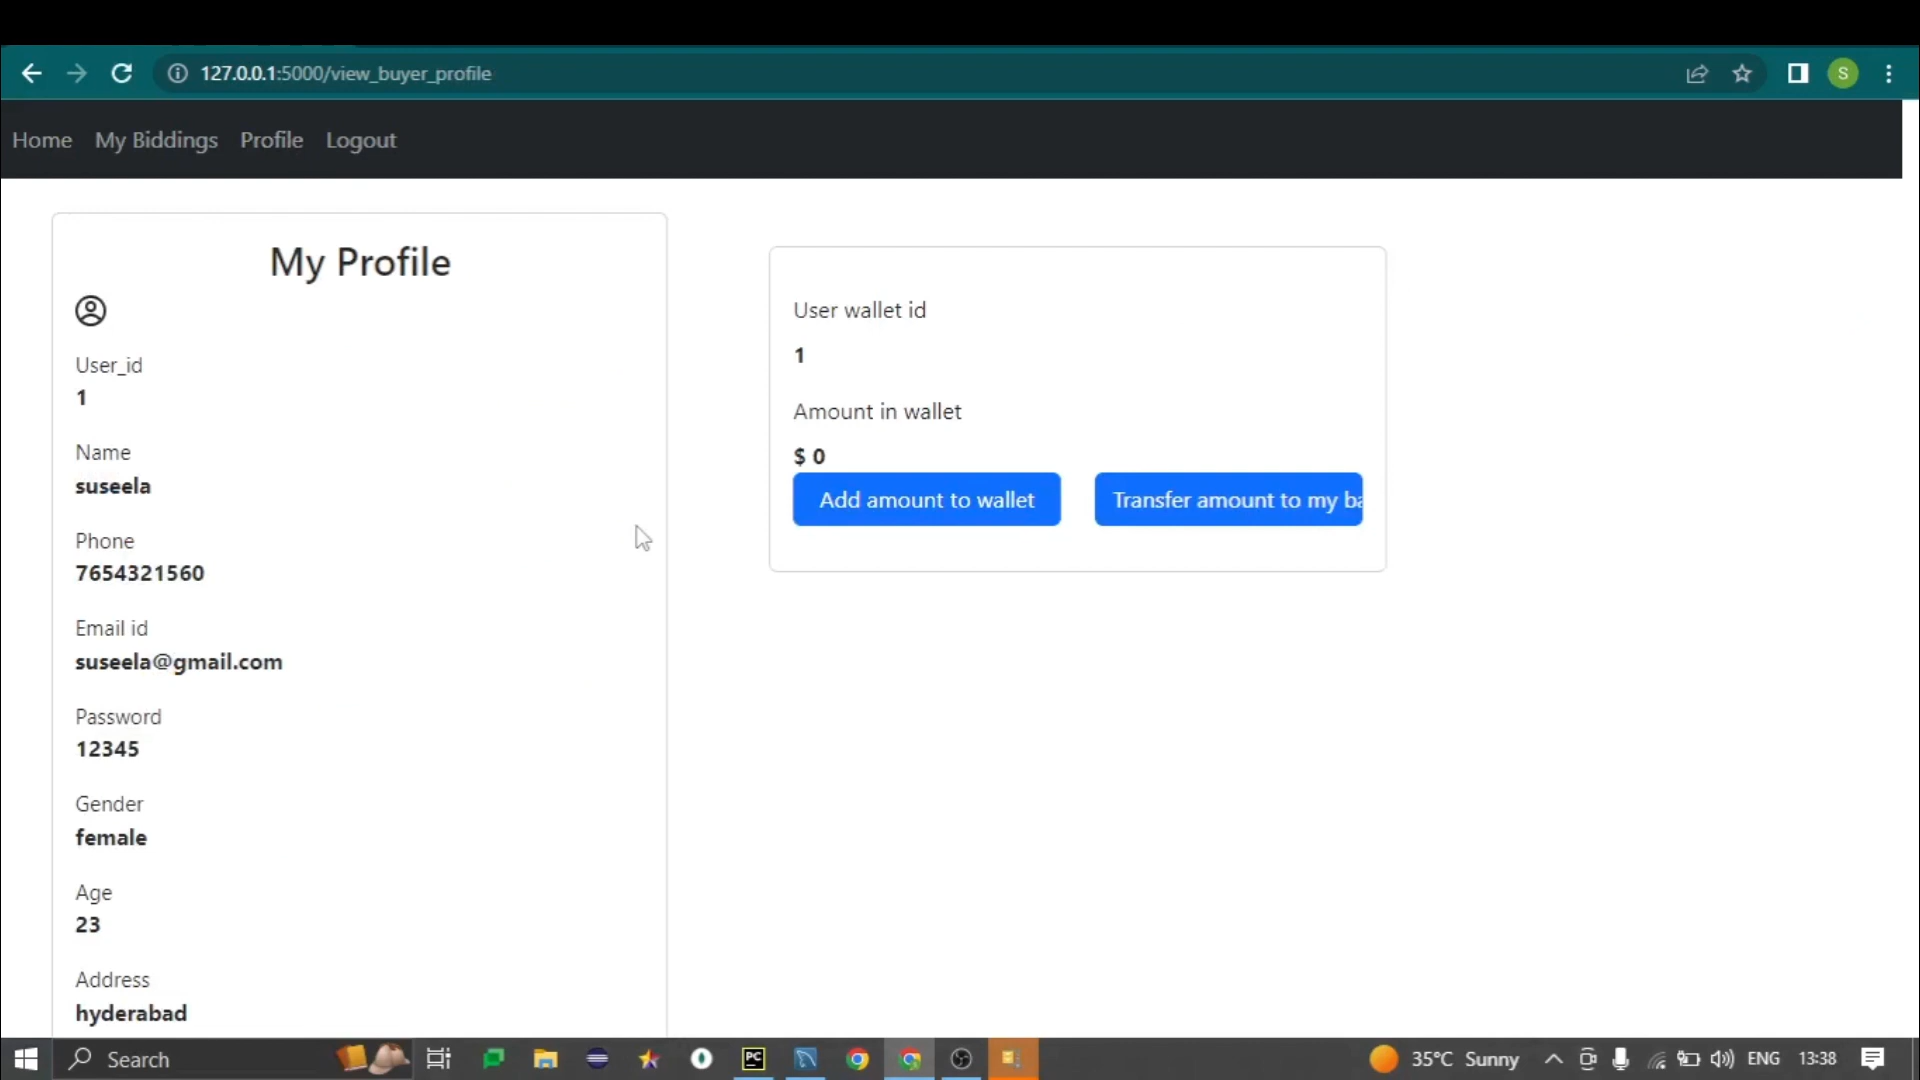 127.0.0.1:5000/view_buyer_profile
S
Home My Biddings Profile Logout
My Profile
User_id
1
Name
suseela
Phone
7654321560
Email id
suseela@gmail.com
Password
12345
Gender
female
Age
23
Address
hyderabad
User wallet id
1
Amount in wallet
$ 0
Add amount to wallet
Transfer amount to my ba
Search
PC
35°C Sunny
ENG
13:38